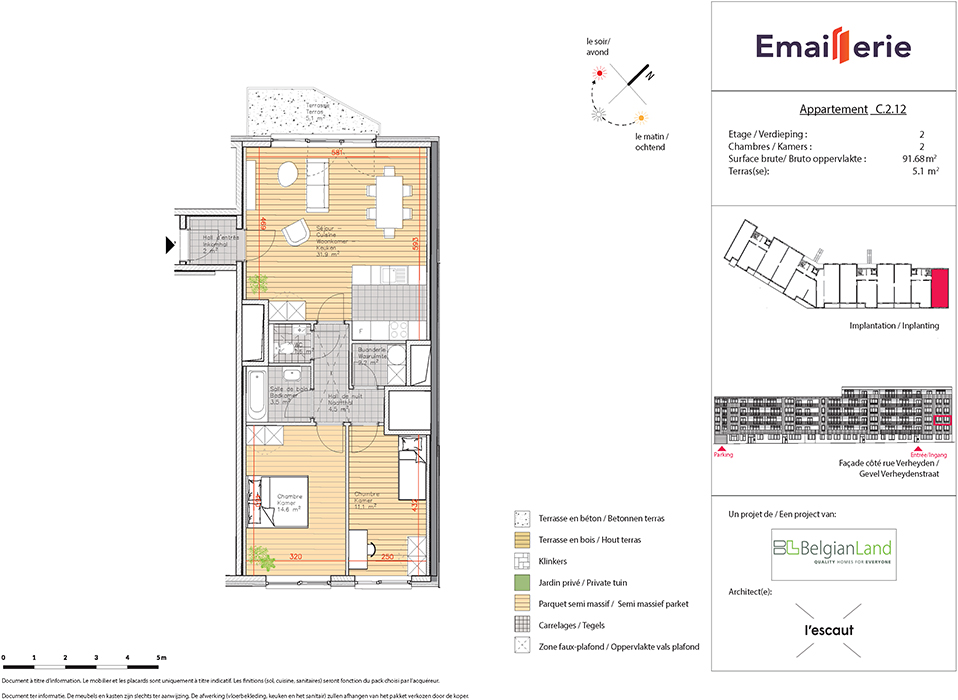 le soir/
avond
N
le matin /
ochtend
Emaillerie
Appartement C.2.12
Etage / Verdieping : 2
Chambres / Kamers : 2
Surface brute/ Bruto oppervlakte : 91.68 m²
Terras(se): 5.1 m²
Terrasse
Terras
5,1 m²
581
469
593
Hall d'entrée
Inkomhal
2 m²
Séjour –
Cuisine
Woonkamer –
Keuken
31,9 m²
F
WC
Buanderie
Wasruimte
Salle de bain
Badkamer
3,5 m²
Hall de nuit
Nachthal
4,5 m²
Chambre
Kamer
14,6 m²
Chambre
Kamer
11,1 m²
432
320
250
Implantation / Inplanting
Parking
Entrée/Ingang
Façade côté rue Verheyden /
Gevel Verheydenstraat
Terrasse en béton / Betonnen terras
Terrasse en bois / Hout terras
Klinkers
Jardin privé / Private tuin
Parquet semi massif / Semi massief parket
Carrelages / Tegels
Zone faux-plafond / Oppervlakte vals plafond
Un projet de / Een project van:
BelgianLand
QUALITY HOMES FOR EVERYONE
Architect(e):
l'escaut
0 1 2 3 4 5m
Document à titre d'information. Le mobilier et les placards sont uniquement à titre indicatif. Les finitions (sol, cuisine, sanitaires) seront fonction du pack choisi par l'acquéreur.
Document ter informatie. De meubels en kasten zijn slechts ter aanwijzing. De afwerking (vloerbekleding, keuken en het sanitair) zullen afhangen van het pakket verkozen door de koper.